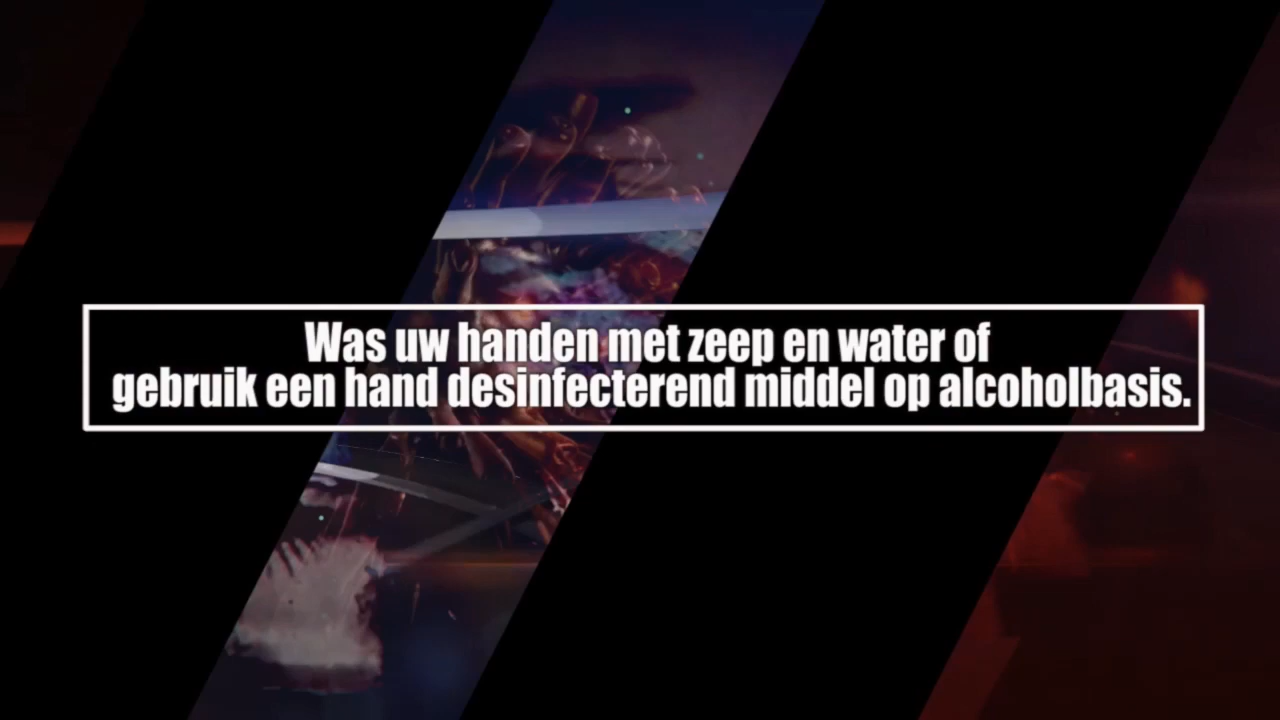 Was uw handen met zeep en water of
gebruik een hand desinfecterend middel op alcoholbasis.